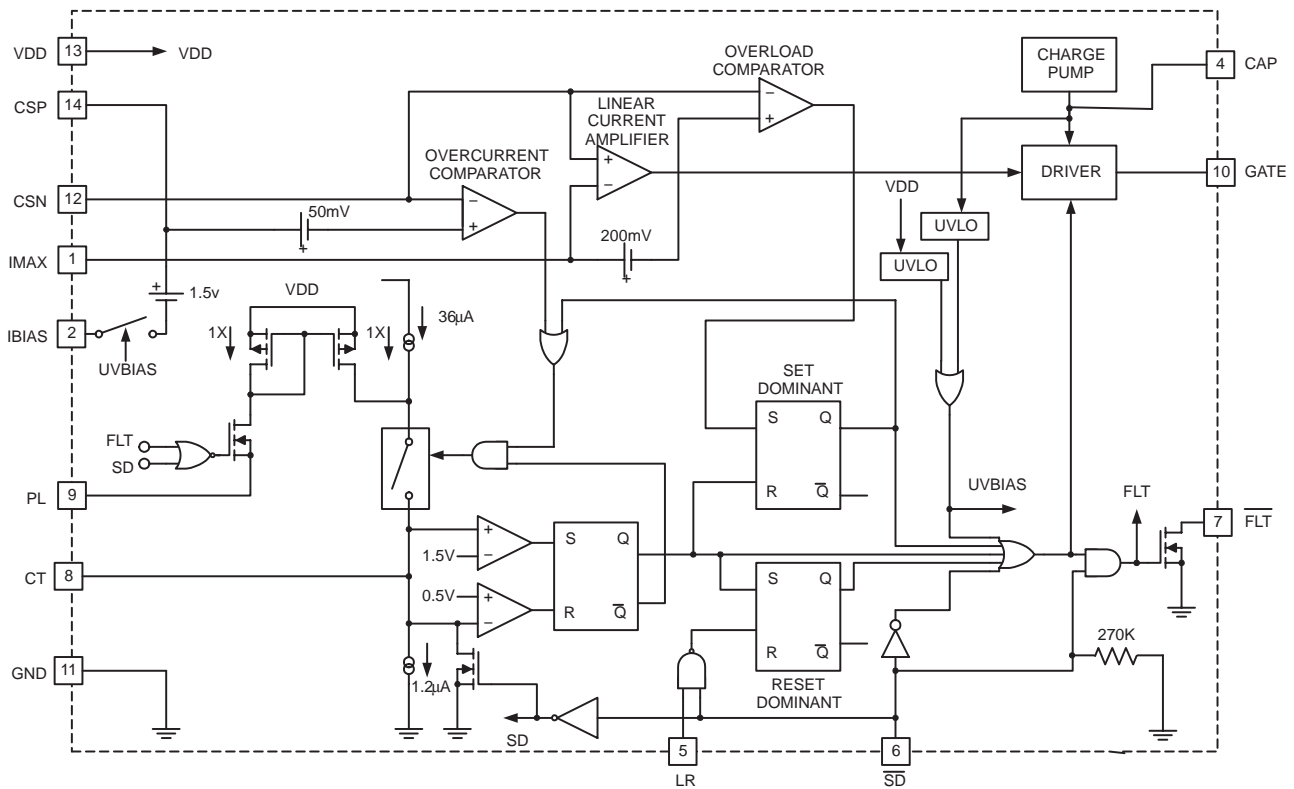 VDD 13 VDD
CSP 14
CSN 12
IMAX 1
IBIAS 2
PL 9
CT 8
GND 11
OVERLOAD
COMPARATOR
LINEAR
CURRENT
AMPLIFIER
OVERCURRENT
COMPARATOR
CHARGE
PUMP
4 CAP
DRIVER
10 GATE
VDD
UVLO
UVLO
50mV
200mV
1.5v
UVBIAS
VDD
1X
1X
36µA
FLT
SD
SET
DOMINANT
S Q
R Q̅
UVBIAS
FLT
7 F̅L̅T̅
1.5V
0.5V
S Q
R Q̅
S Q
R Q̅
RESET
DOMINANT
270K
1.2µA
SD
5
LR
6
S̅D̅
+
−
+
−
+
−
+
−
+
−
+
+
+